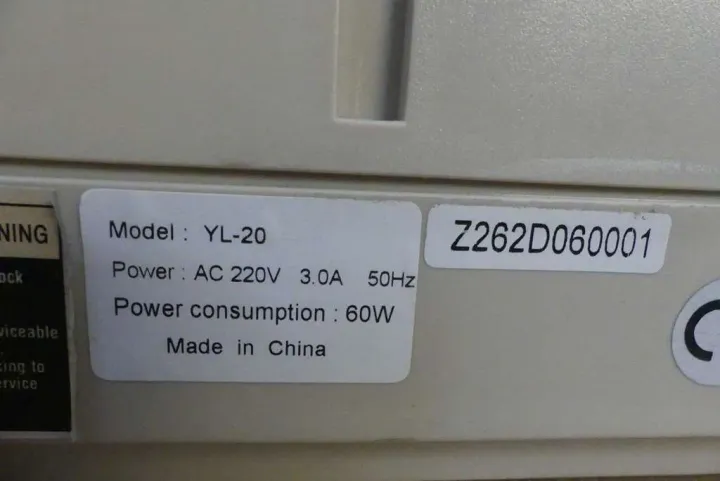 NING
ock
viceable
king to
ervice
Model : YL-20
Power : AC 220V 3.0A 50Hz
Power consumption : 60W
Made in China
Z262D060001